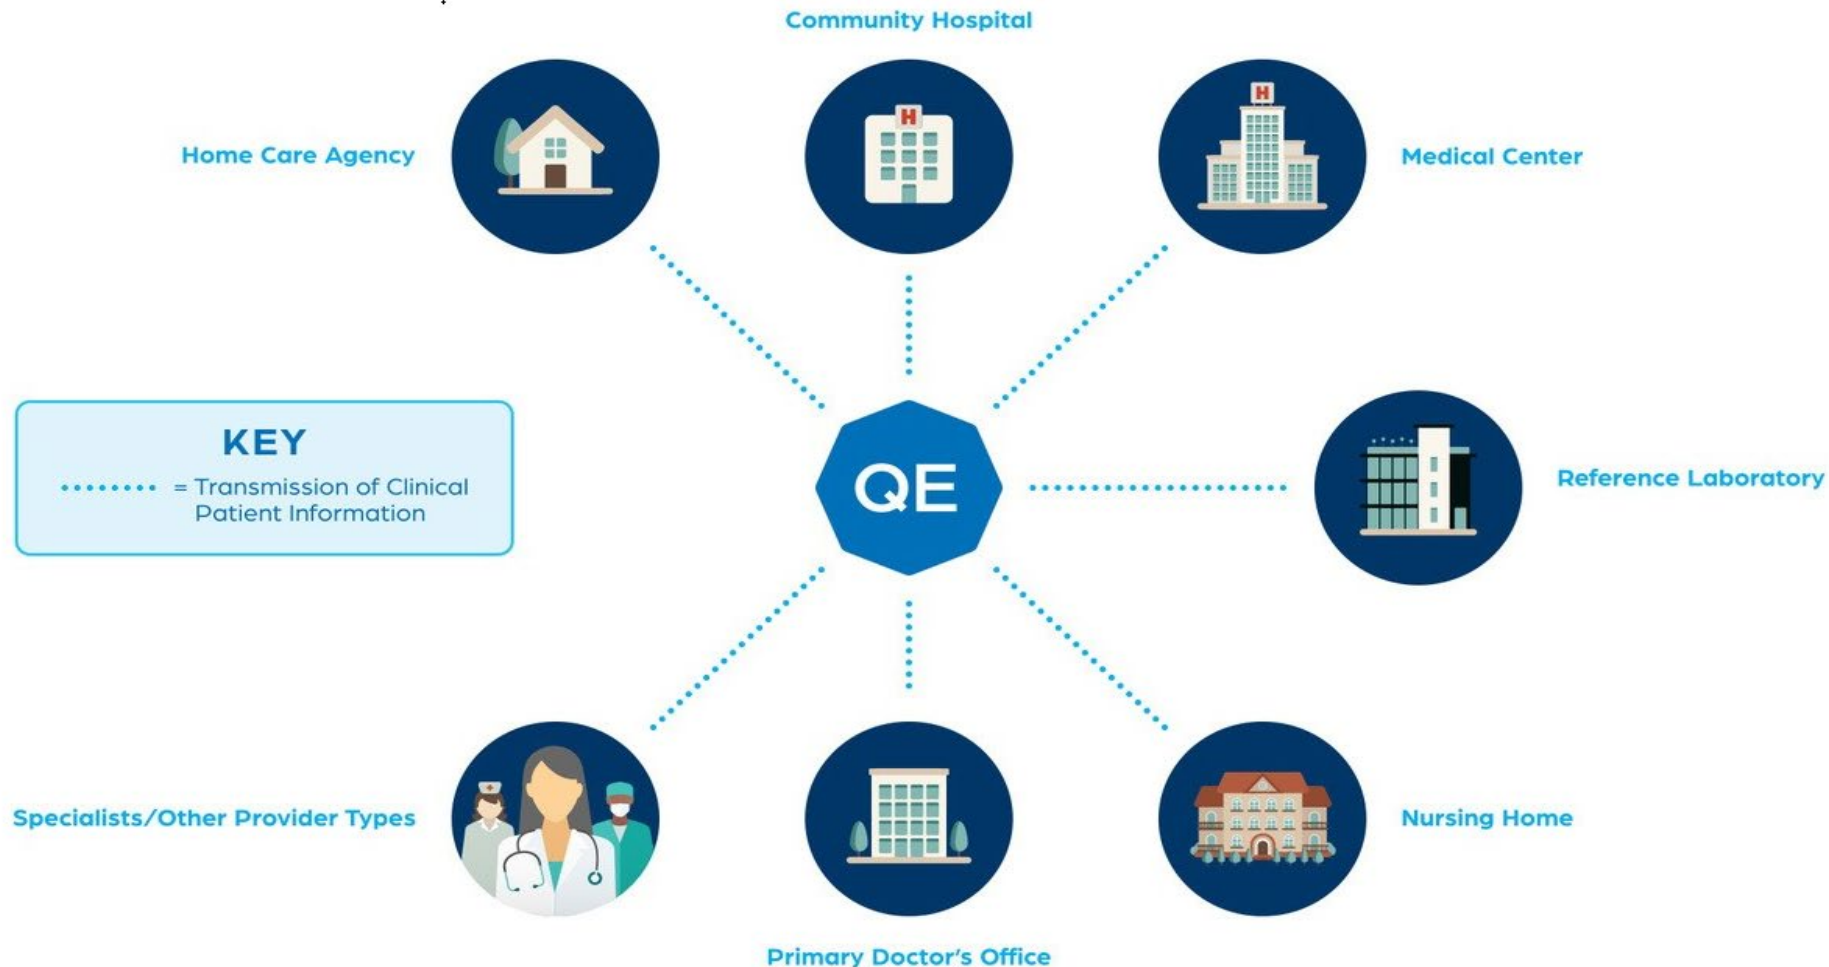 Community Hospital
H
H
Home Care Agency
Medical Center
KEY
= Transmission of Clinical
Patient Information
QE
Reference Laboratory
Specialists/Other Provider Types
Nursing Home
Primary Doctor's Office